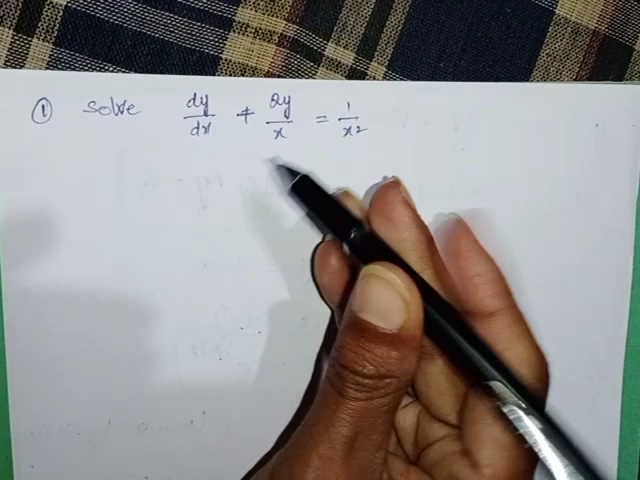 ① Solve dy/dx + 2y/x = 1/x²